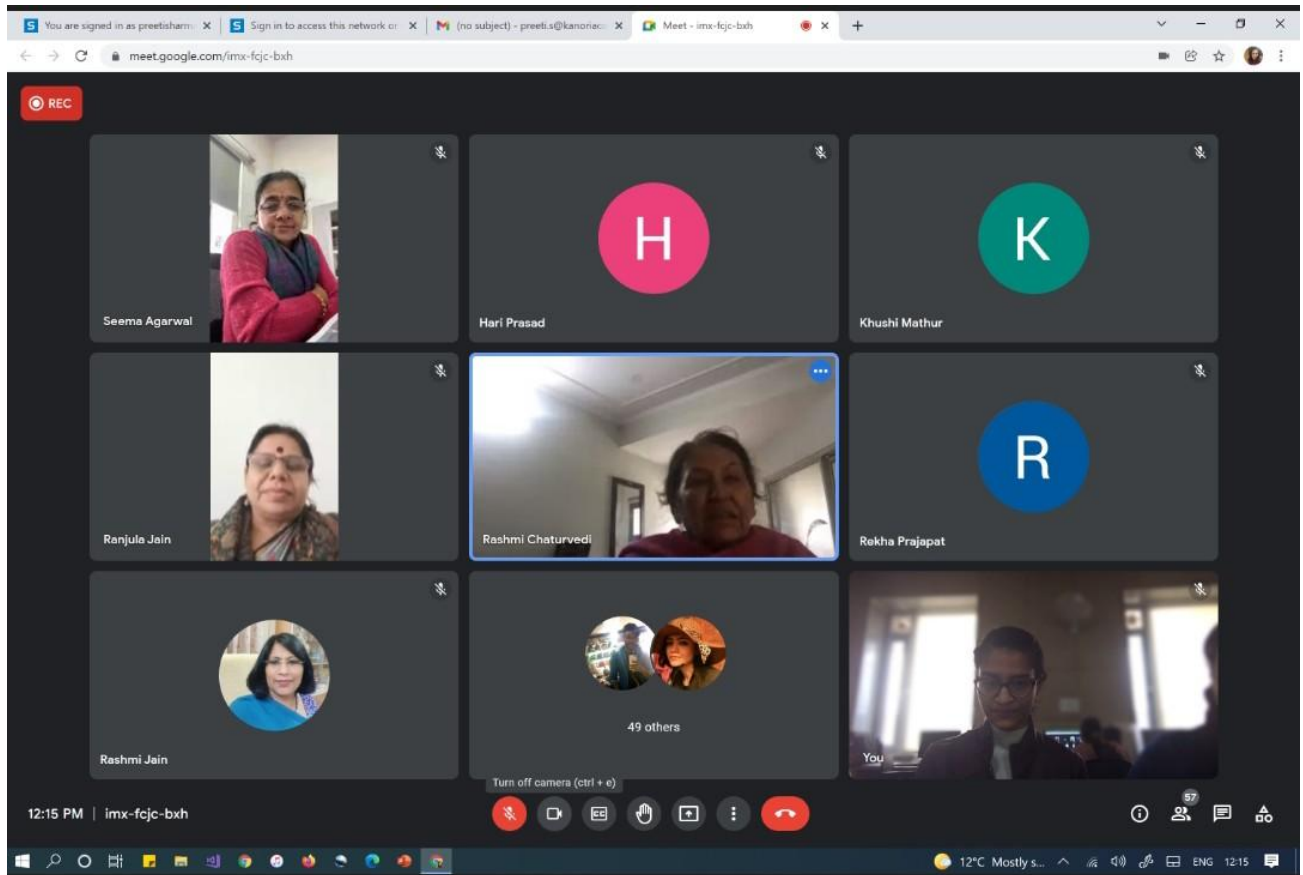 You are signed in as preetisharm
Sign in to access this network or
(no subject) - preeti.s@kanoriac
Meet - imx-fcjc-bxh
meet.google.com/imx-fcjc-bxh
REC
Seema Agarwal
H
Hari Prasad
K
Khushi Mathur
Ranjula Jain
Rashmi Chaturvedi
R
Rekha Prajapat
Rashmi Jain
49 others
You
Turn off camera (ctrl + e)
12:15 PM | imx-fcjc-bxh
57
12°C Mostly s...
ENG
12:15